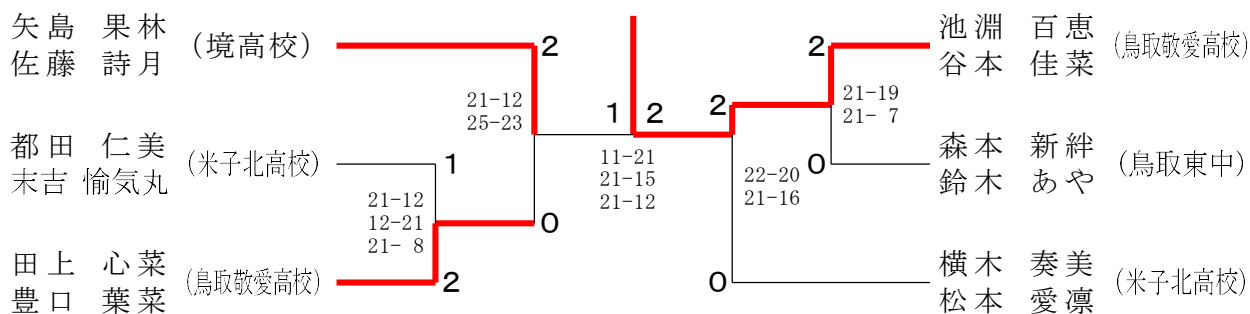 矢島 果林
佐藤 詩月
(境高校)
2
21-12
25-23
都田 仁美
末吉 愉気丸
(米子北高校)
1
21-12
12-21
21- 8
0
田上 心菜
豊口 葉菜
(鳥取敬愛高校)
2
1
2
11-21
21-15
21-12
池淵 百恵
谷本 佳菜
(鳥取敬愛高校)
2
21-19
21- 7
2
森本 新絆
鈴木 あや
(鳥取東中)
0
22-20
21-16
横木 奏美
松本 愛凛
(米子北高校)
0